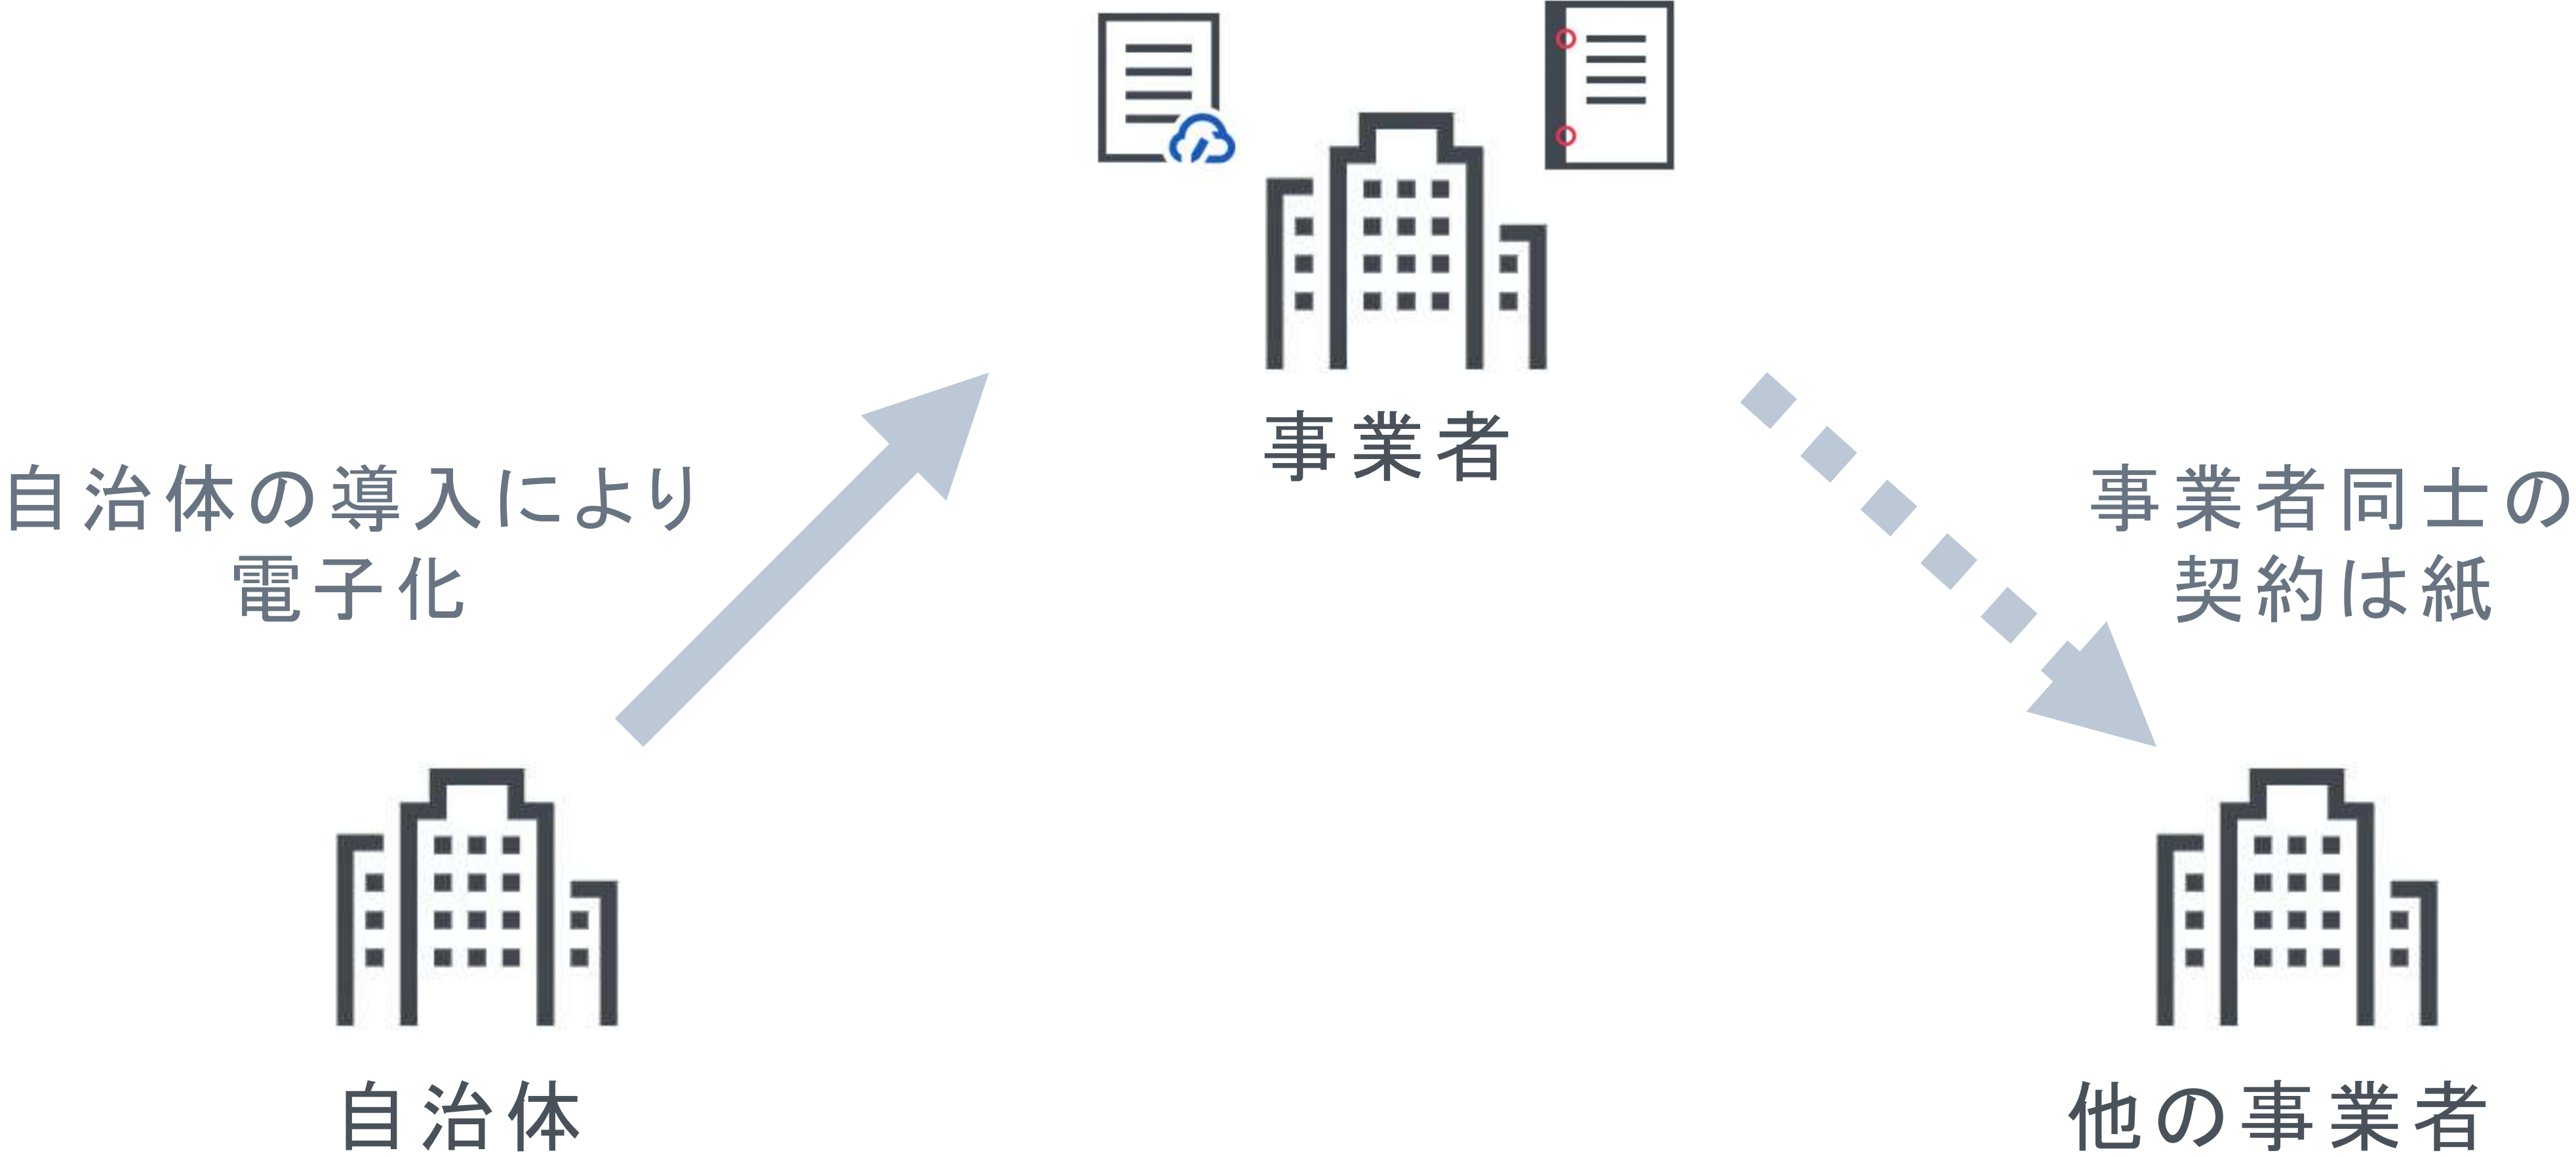 事業者
自治体の導入により
電子化
事業者同士の
契約は紙
自治体
他の事業者